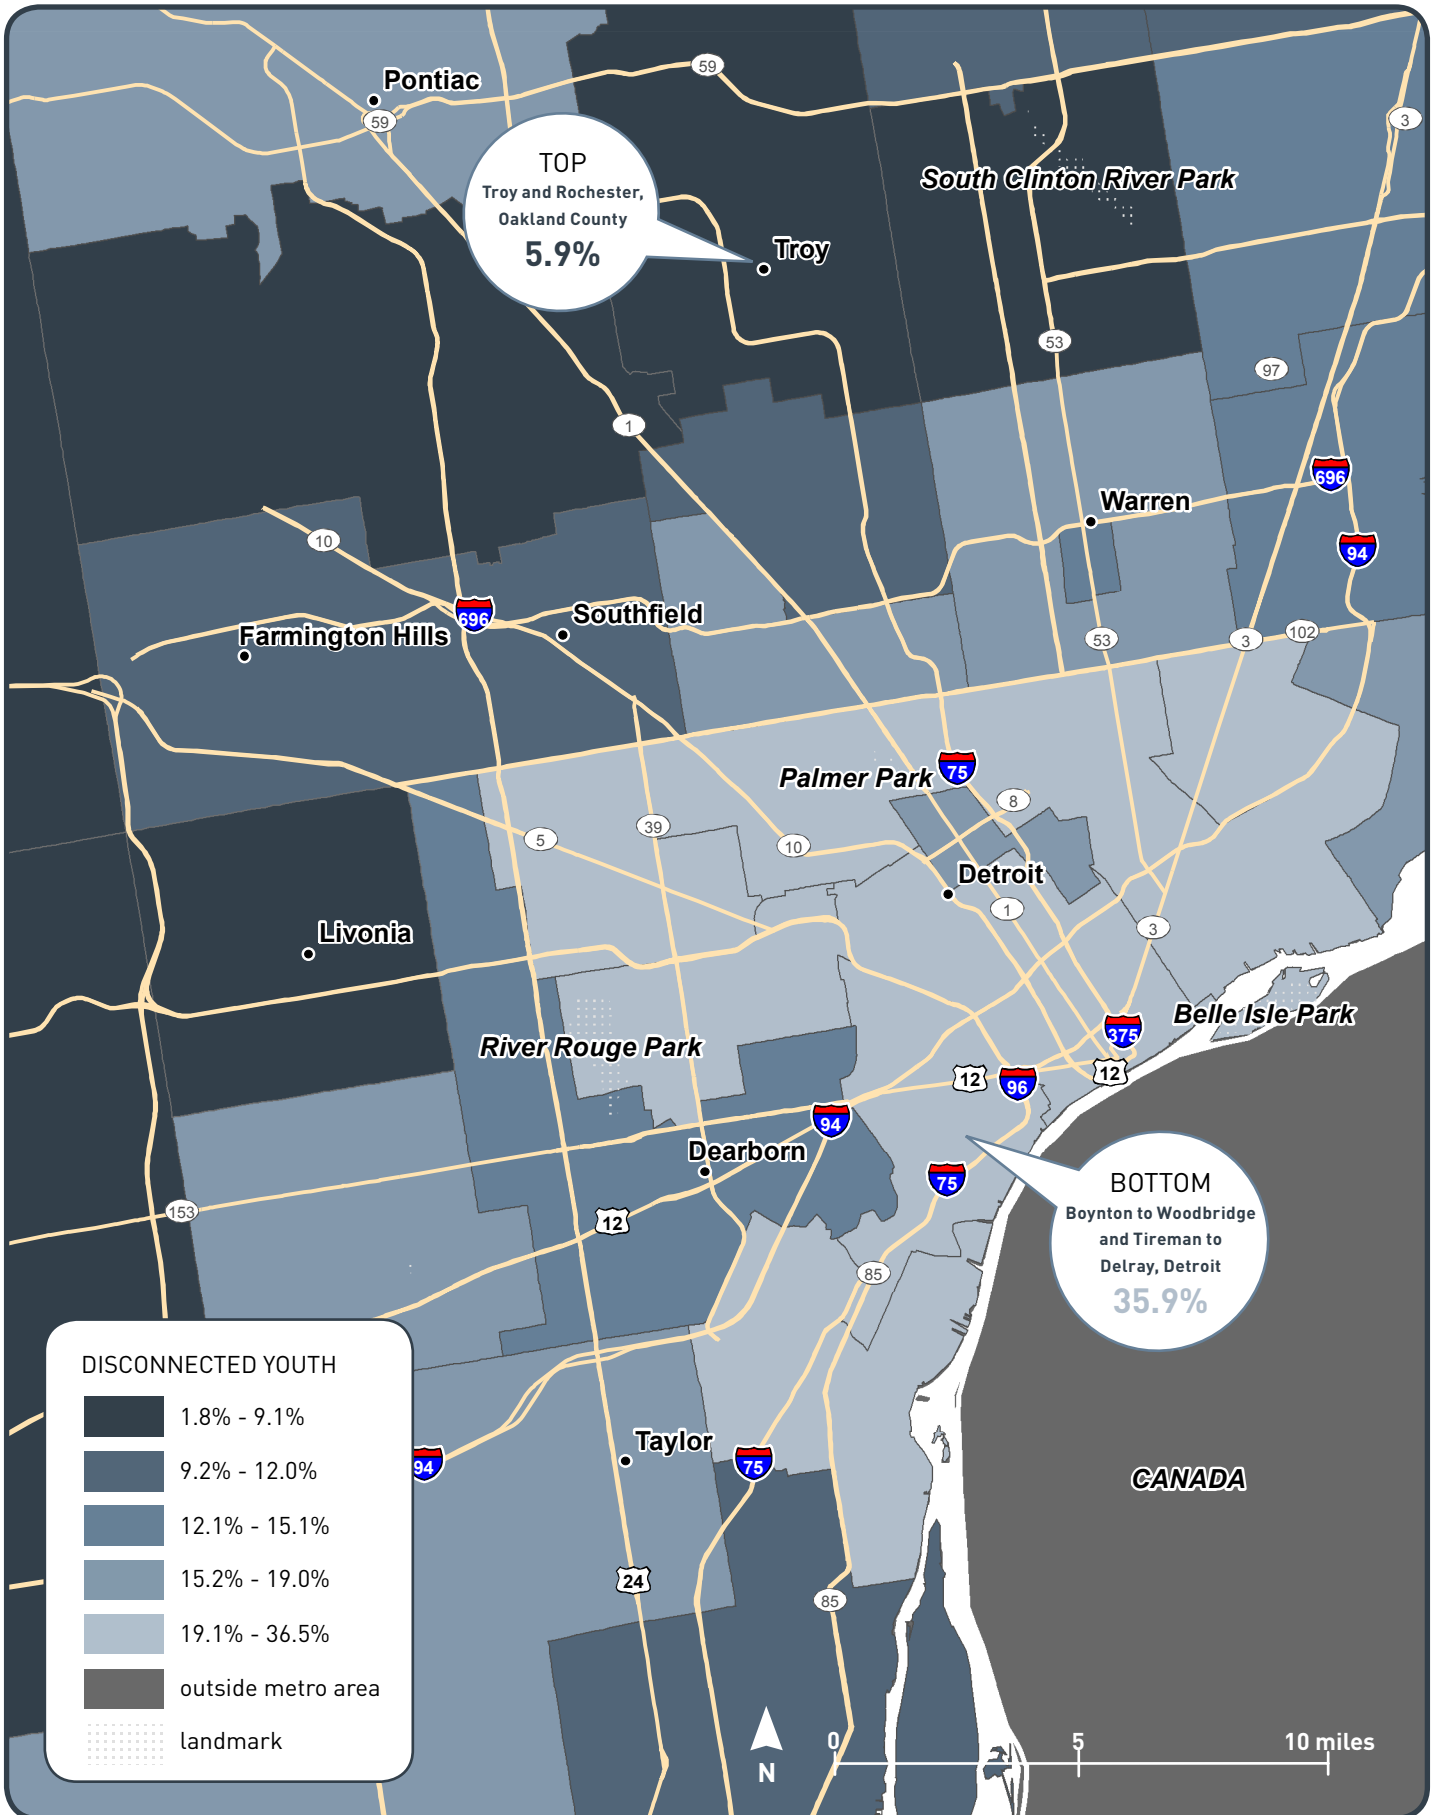 59
Pontiac
59
3
TOP
Troy and Rochester,
Oakland County
5.9%
South Clinton River Park
Troy
53
97
1
696
Warren
10
94
696
Southfield
Farmington Hills
53
3
102
Palmer Park
75
8
5
39
10
Detroit
1
3
Livonia
Belle Isle Park
375
River Rouge Park
12
96
12
94
Dearborn
75
BOTTOM
Boynton to Woodbridge
and Tireman to
Delray, Detroit
35.9%
153
12
85
DISCONNECTED YOUTH
1.8% - 9.1%
9.2% - 12.0%
12.1% - 15.1%
15.2% - 19.0%
19.1% - 36.5%
outside metro area
landmark
94
Taylor
75
CANADA
24
85
N
0
5
10 miles